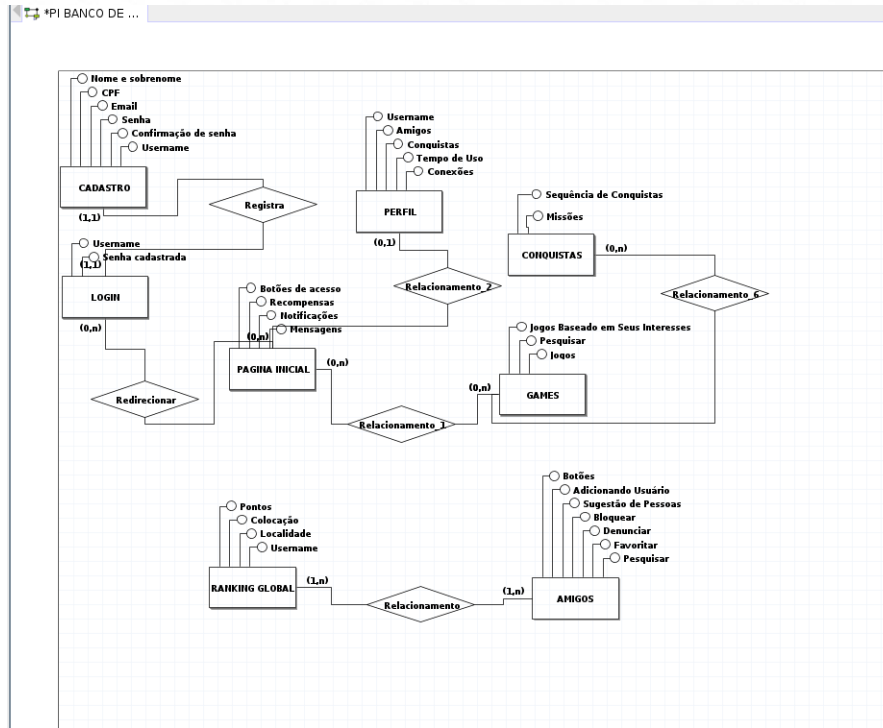 *PI BANCO DE ...
Nome e sobrenome
CPF
Email
Senha
Confirmação de senha
Username
CADASTRO
(1,1)
Registra
Username
Senha cadastrada
(1,1)
LOGIN
(0,n)
Redirecionar
Username
Amigos
Conquistas
Tempo de Uso
Conexões
PERFIL
(0,1)
Relacionamento_2
Sequência de Conquistas
Missões
CONQUISTAS
(0,n)
Relacionamento_6
Botões de acesso
Recompensas
Notificações
Mensagens
(0,n)
PAGINA INICIAL
(0,n)
Relacionamento_1
Jogos Baseado em Seus Interesses
Pesquisar
Jogos
(0,n)
GAMES
Pontos
Colocação
Localidade
Username
RANKING GLOBAL
(1,n)
Relacionamento
Botões
Adicionando Usuário
Sugestão de Pessoas
Bloquear
Denunciar
Favoritar
Pesquisar
(1,n)
AMIGOS